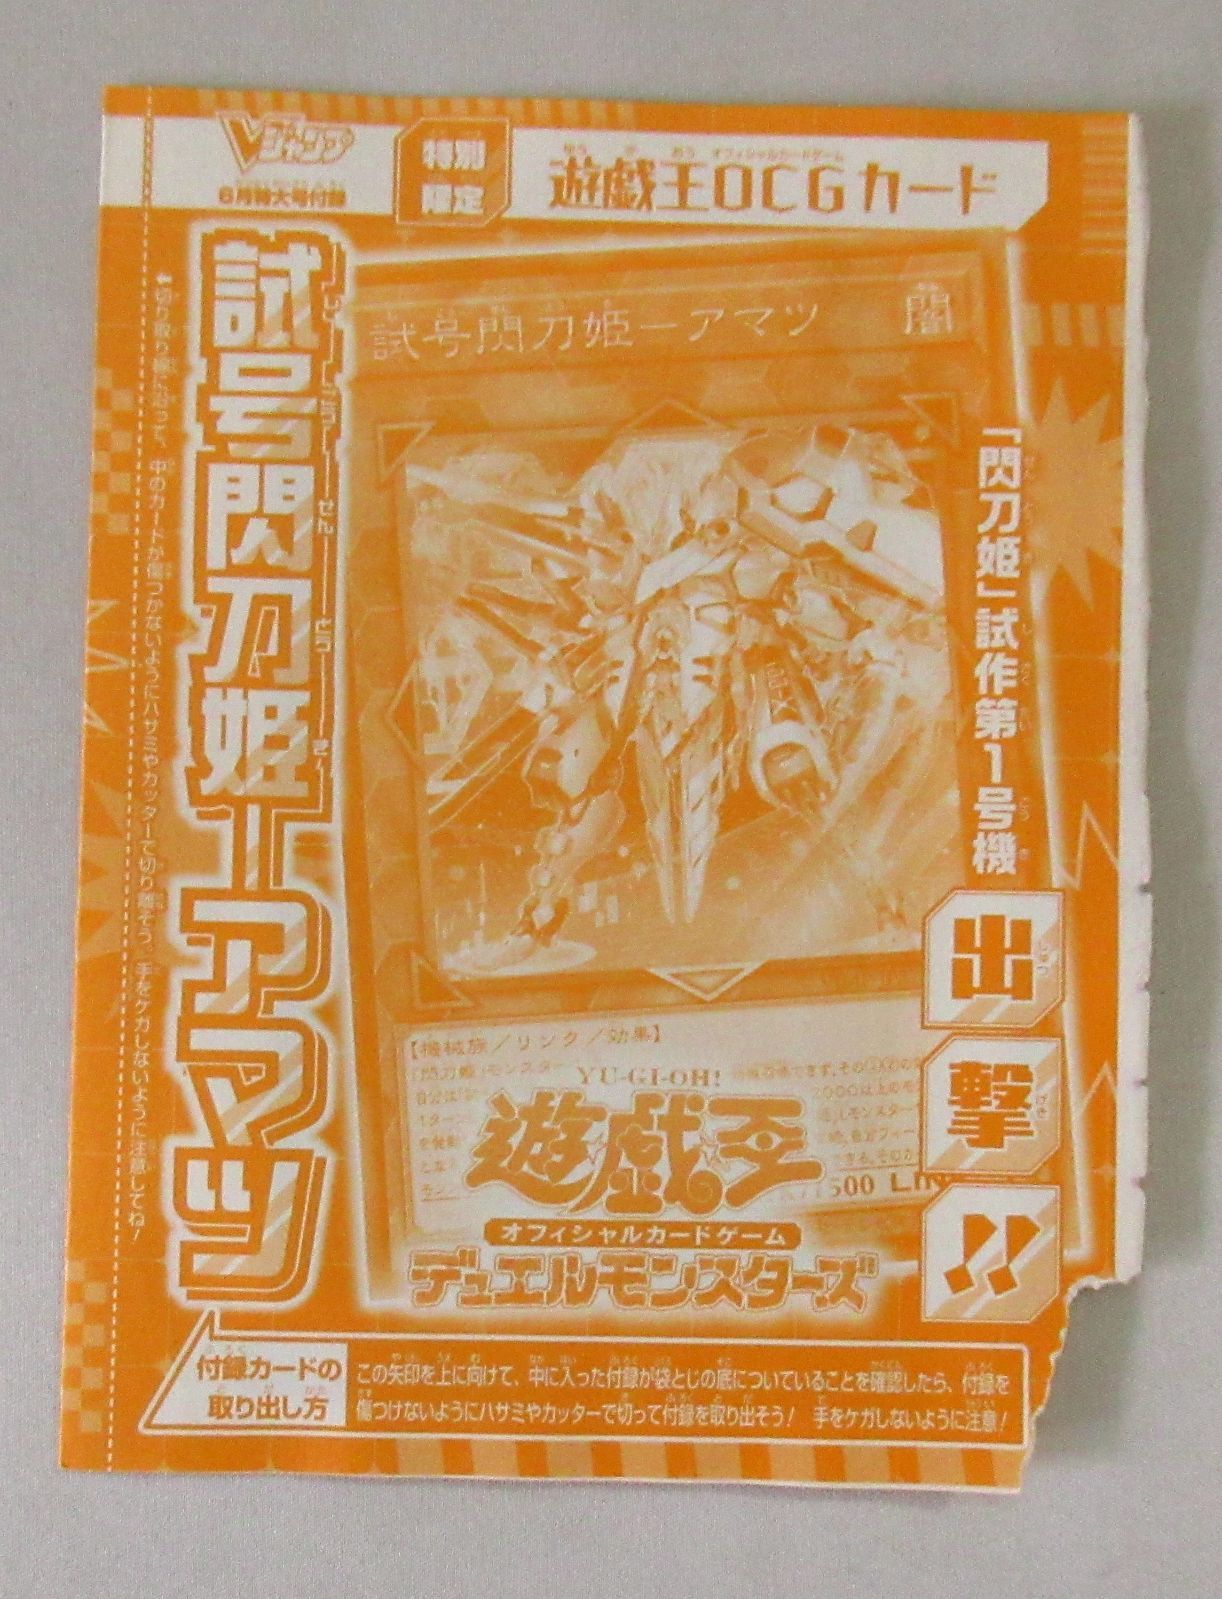 Vジャンプ
6月特大号付録
特別
限定
遊戯王OCGカード
試号閃刀姫ーアマツ
試号閃刀姫ーアマツ
闇
「閃刀姫」試作第1号機
出撃!!
←切り取り線に沿って、中のカードが傷つかないようにハサミやカッターで切り離そう。手をケガしないように注意してね!
【機械族/リンク/効果】
YU-GI-OH!
遊戯王
オフィシャルカードゲーム
デュエルモンスターズ
付録カードの
取り出し方
この矢印を上に向けて、中に入った付録が袋とじの底についていることを確認したら、付録を
傷つけないようにハサミやカッターで切って付録を取り出そう! 手をケガしないように注意!